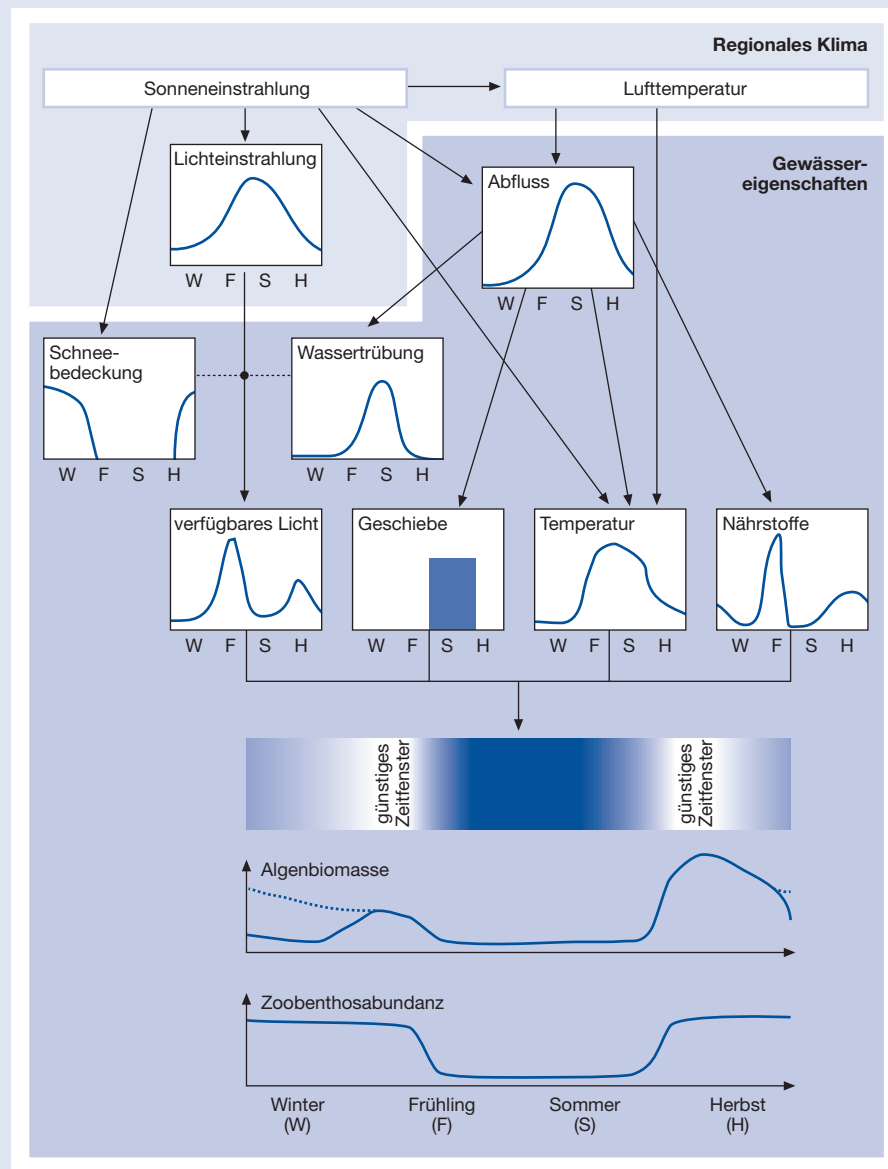 Regionales Klima
Sonneneinstrahlung
Lufttemperatur
Lichteinstrahlung
W F S H
Gewässer-
eigenschaften
Abfluss
W F S H
Schnee-
bedeckung
W F S H
Wassertrübung
W F S H
verfügbares Licht
W F S H
Geschiebe
W F S H
Temperatur
W F S H
Nährstoffe
W F S H
günstiges
Zeitfenster
günstiges
Zeitfenster
Algenbiomasse
Zoobenthosabundanz
Winter
(W)
Frühling
(F)
Sommer
(S)
Herbst
(H)